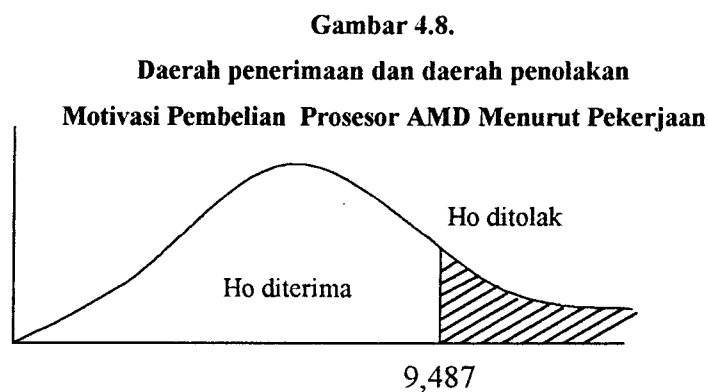 Gambar 4.8.
Daerah penerimaan dan daerah penolakan
Motivasi Pembelian Prosesor AMD Menurut Pekerjaan
Ho ditolak
Ho diterima
9,487